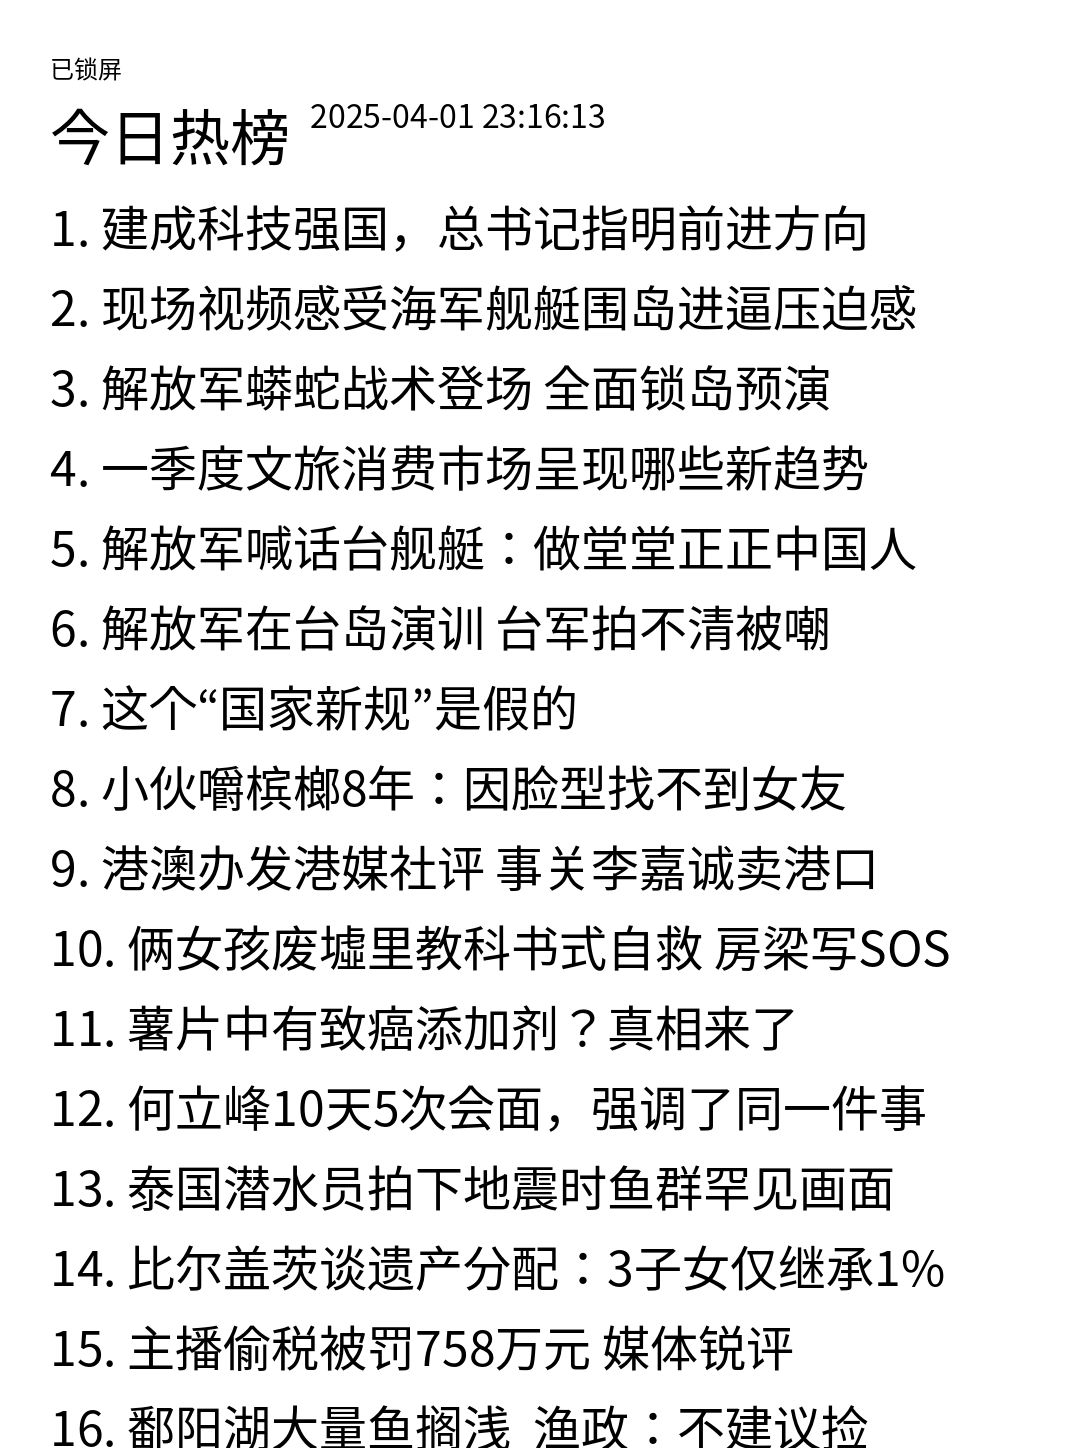 已锁屏
今日热榜 2025-04-01 23:16:13
1. 建成科技强国，总书记指明前进方向
2. 现场视频感受海军舰艇围岛进逼压迫感
3. 解放军蟒蛇战术登场 全面锁岛预演
4. 一季度文旅消费市场呈现哪些新趋势
5. 解放军喊话台舰艇：做堂堂正正中国人
6. 解放军在台岛演训 台军拍不清被嘲
7. 这个“国家新规”是假的
8. 小伙嚼槟榔8年：因脸型找不到女友
9. 港澳办发港媒社评 事关李嘉诚卖港口
10. 俩女孩废墟里教科书式自救 房梁写SOS
11. 薯片中有致癌添加剂？真相来了
12. 何立峰10天5次会面，强调了同一件事
13. 泰国潜水员拍下地震时鱼群罕见画面
14. 比尔盖茨谈遗产分配：3子女仅继承1%
15. 主播偷税被罚758万元 媒体锐评
16. 鄱阳湖大量鱼搁浅 渔政：不建议捡